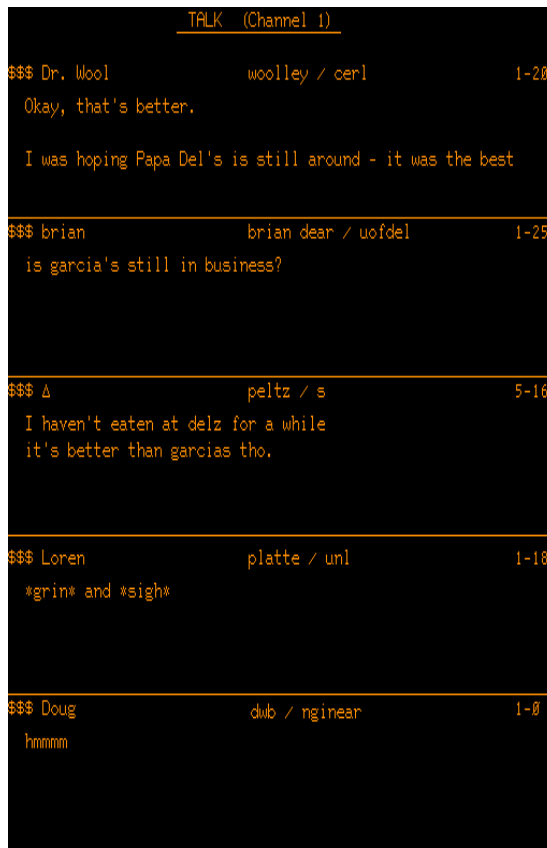 TALK (Channel 1)
$$$ Dr. Wool woolley / cerl 1-20
Okay, that's better.
I was hoping Papa Del's is still around - it was the best
$$$ brian brian dear / uofdel 1-25
is garcia's still in business?
$$$ Δ peltz / s 5-16
I haven't eaten at delz for a while
it's better than garcias tho.
$$$ Loren platte / unl 1-18
*grin* and *sigh*
$$$ Doug dwb / nginear 1-0
hmmmm